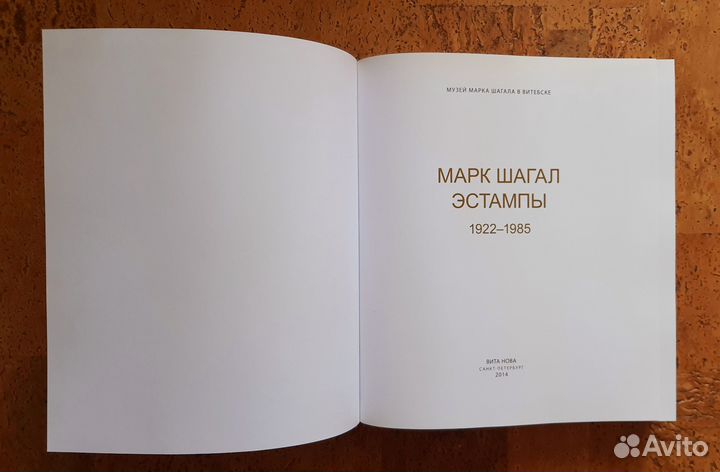 МУЗЕЙ МАРКА ШАГАЛА В ВИТЕБСКЕ
МАРК ШАГАЛ
ЭСТАМПЫ
1922–1985
ВИТА НОВА
САНКТ-ПЕТЕРБУРГ
2014
Avito